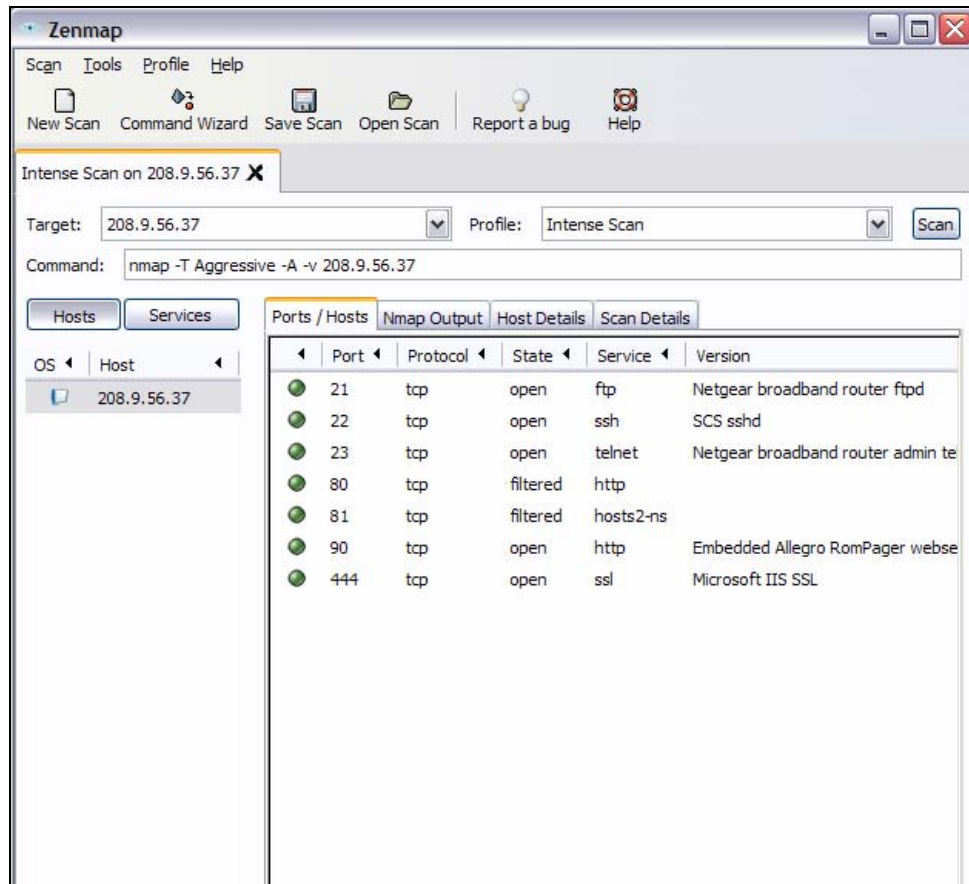 Zenmap
Scan Tools Profile Help
New Scan Command Wizard Save Scan Open Scan Report a bug Help
Intense Scan on 208.9.56.37
Target: 208.9.56.37 Profile: Intense Scan Scan
Command: nmap -T Aggressive -A -v 208.9.56.37
Hosts Services Ports / Hosts Nmap Output Host Details Scan Details
OS Host Port Protocol State Service Version
208.9.56.37
21 tcp open ftp Netgear broadband router ftpd
22 tcp open ssh SCS sshd
23 tcp open telnet Netgear broadband router admin te
80 tcp filtered http
81 tcp filtered hosts2-ns
90 tcp open http Embedded Allegro RomPager webse
444 tcp open ssl Microsoft IIS SSL